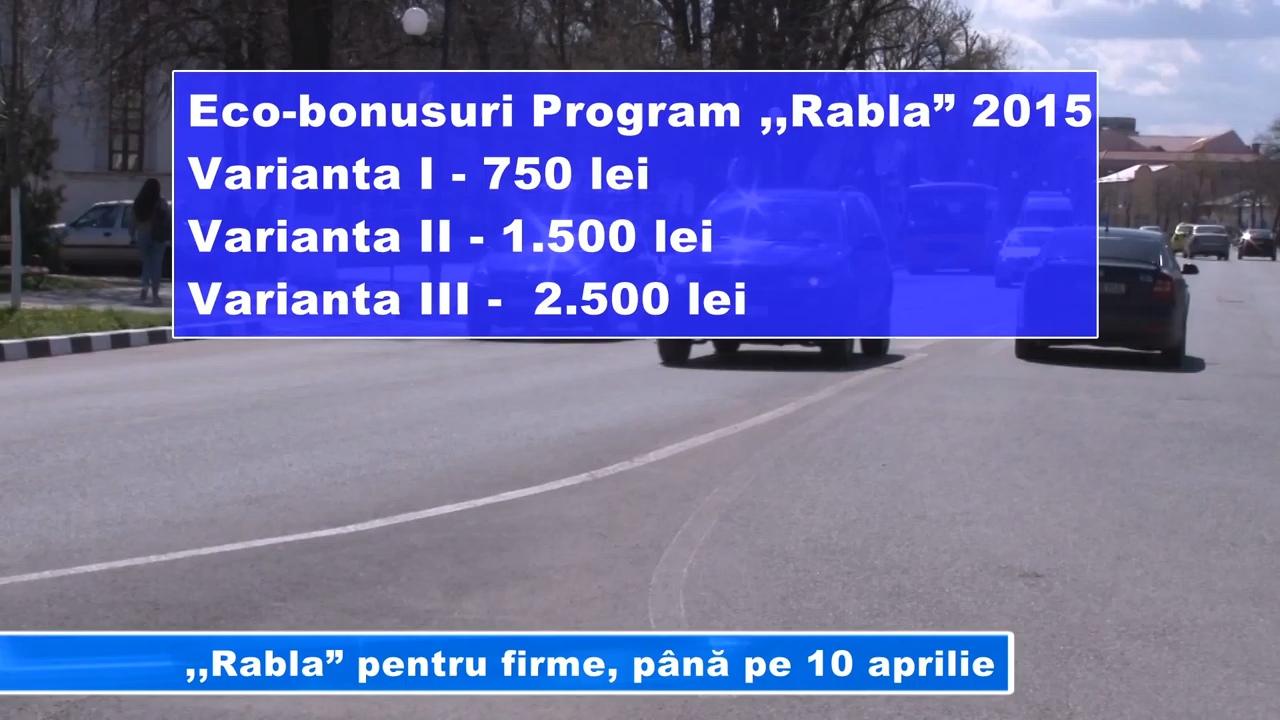 Eco-bonusuri Program ,,Rabla” 2015
Varianta I - 750 lei
Varianta II - 1.500 lei
Varianta III - 2.500 lei
,,Rabla” pentru firme, până pe 10 aprilie